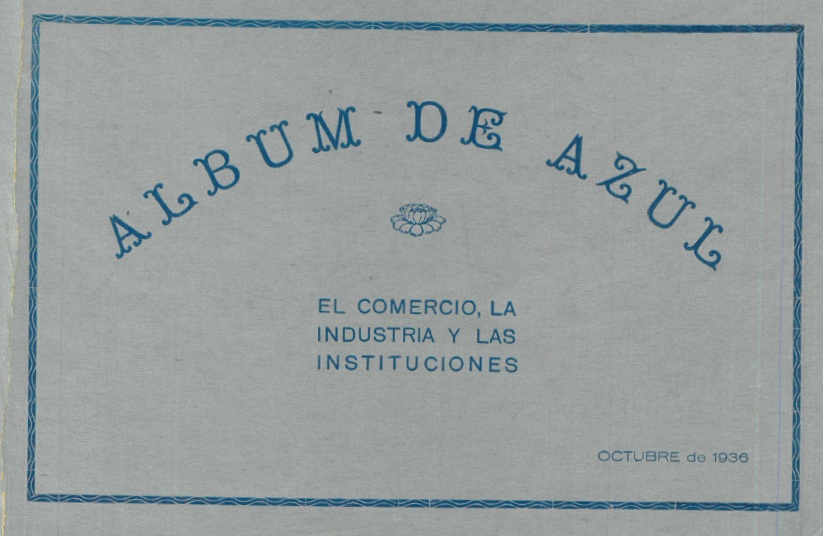 ALBUM DE AZUL
EL COMERCIO, LA
INDUSTRIA Y LAS
INSTITUCIONES
OCTUBRE de 1936